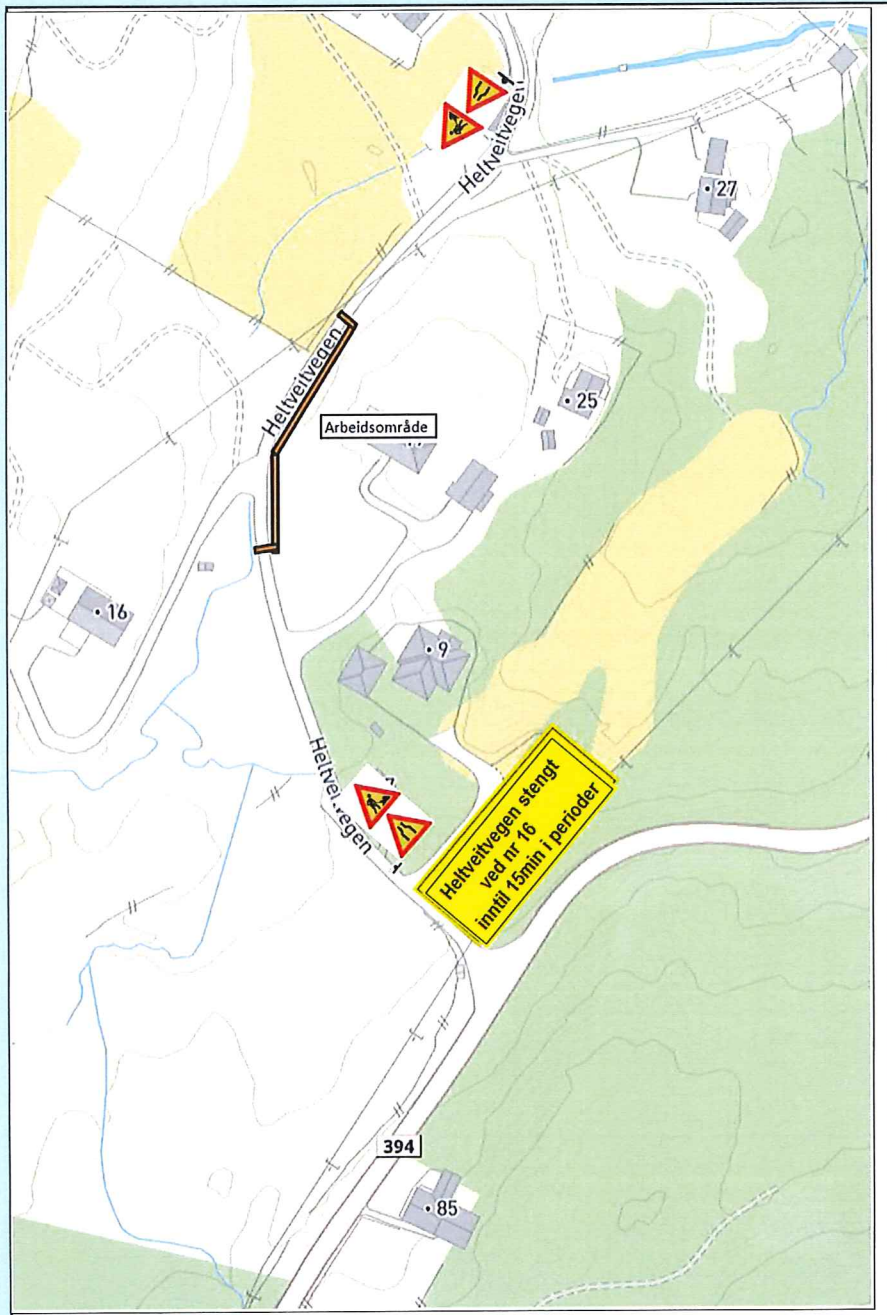 Heltveitvegen
27
Heltveitvegen
25
Arbeidsområde
16
9
Heltveitvegen stengt
ved nr 16
inntil 15min i perioder
394
85